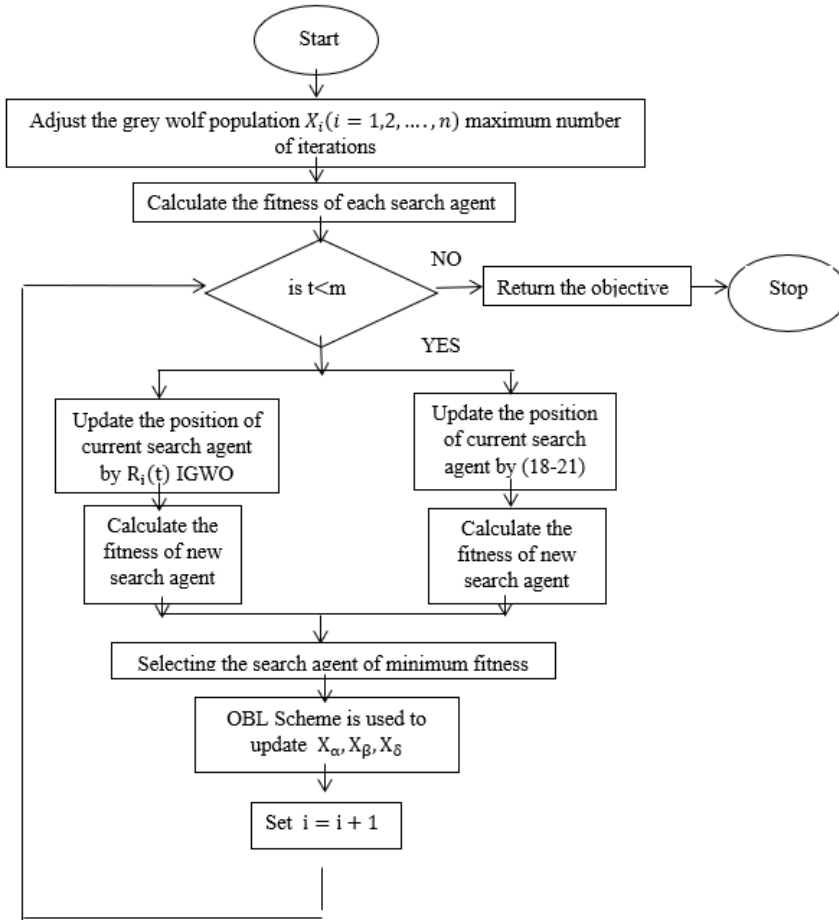 Start
Adjust the grey wolf population X_i(i = 1,2, ...., n) maximum number
of iterations
Calculate the fitness of each search agent
is t<m
NO
Return the objective
Stop
YES
Update the position of
current search agent
by R_i(t) IGWO
Update the position
of current search
agent by (18-21)
Calculate the
fitness of new
search agent
Calculate the
fitness of new
search agent
Selecting the search agent of minimum fitness
OBL Scheme is used to
update X_α, X_β, X_δ
Set i = i + 1